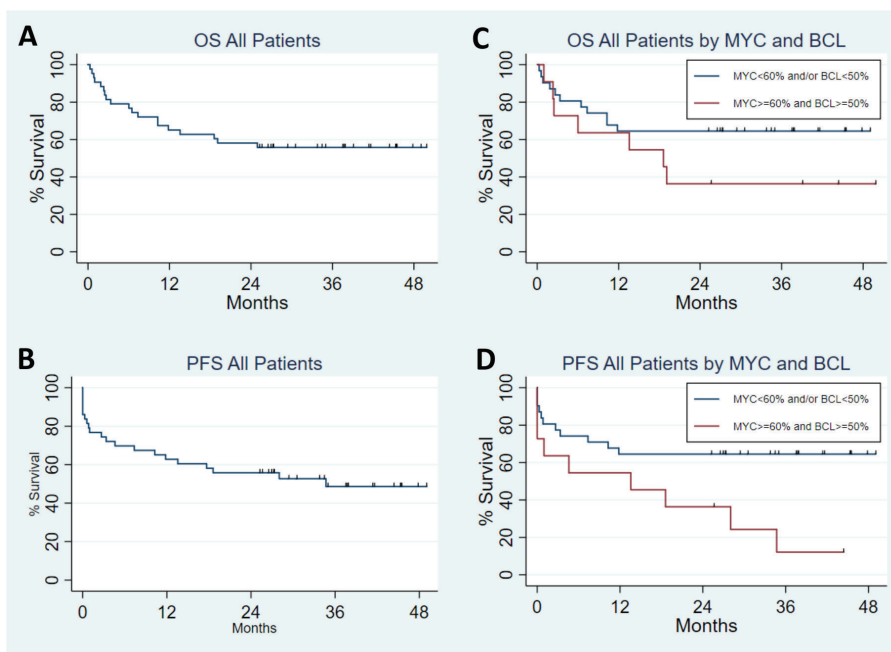 A
OS All Patients
% Survival
100
80
60
40
20
0
0 12 24 36 48
Months
C
OS All Patients by MYC and BCL
MYC<60% and/or BCL<50%
MYC>=60% and BCL>=50%
% Survival
100
80
60
40
20
0
0 12 24 36 48
Months
B
PFS All Patients
% Survival
100
80
60
40
20
0
0 12 24 36 48
Months
D
PFS All Patients by MYC and BCL
MYC<60% and/or BCL<50%
MYC>=60% and BCL>=50%
% Survival
100
80
60
40
20
0
0 12 24 36 48
Months